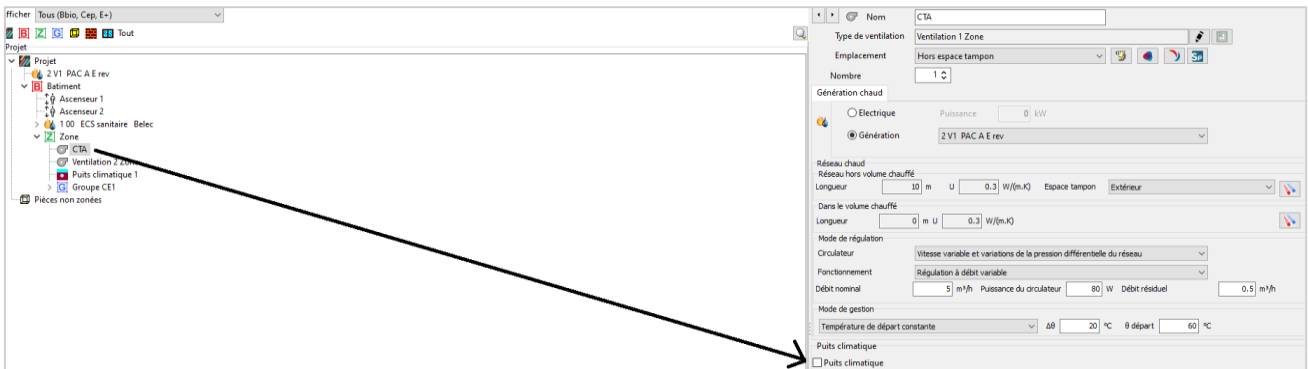 fficher Tous (Bbio, Cep, E+)
B Z G Tout
Projet
Projet
2 V1 PAC A E rev
B Batiment
Ascenseur 1
Ascenseur 2
1 00 ECS sanitaire Belec
Z Zone
CTA
Ventilation 2 Zone
Puits climatique 1
G Groupe CE1
Pièces non zonées
Nom CTA
Type de ventilation Ventilation 1 Zone
Emplacement Hors espace tampon
Nombre 1
Génération chaud
Electrique Puissance 0 kW
Génération 2 V1 PAC A E rev
Réseau chaud
Réseau hors volume chauffé
Longueur 10 m U 0.3 W/(m.K) Espace tampon Extérieur
Dans le volume chauffé
Longueur 0 m U 0.3 W/(m.K)
Mode de régulation
Circulateur Vitesse variable et variations de la pression différentielle du réseau
Fonctionnement Régulation à débit variable
Débit nominal 5 m³/h Puissance du circulateur 80 W Débit résiduel 0.5 m³/h
Mode de gestion
Température de départ constante Δθ 20 °C θ départ 60 °C
Puits climatique
Puits climatique